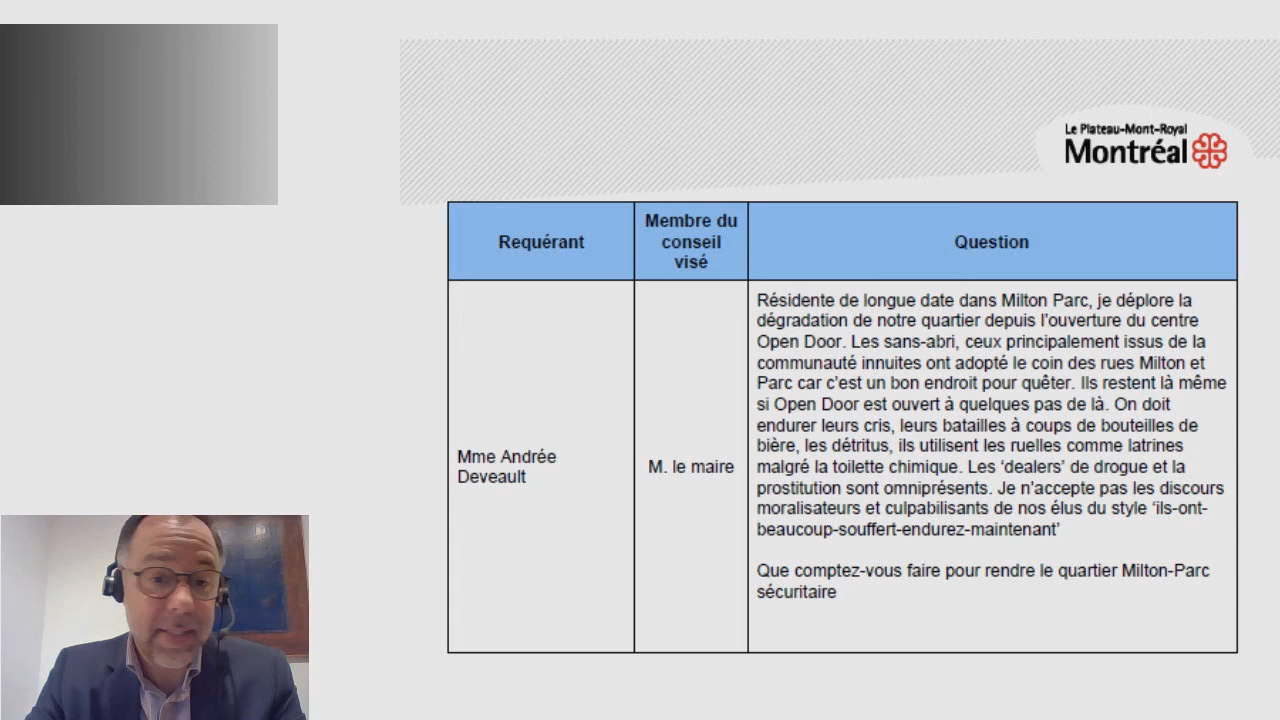 Le Plateau-Mont-Royal
Montréal
Requérant
Membre du
conseil
visé
Question
Mme Andrée
Deveault
M. le maire
Résidente de longue date dans Milton Parc, je déplore la
dégradation de notre quartier depuis l'ouverture du centre
Open Door. Les sans-abri, ceux principalement issus de la
communauté innuites ont adopté le coin des rues Milton et
Parc car c'est un bon endroit pour quêter. Ils restent là même
si Open Door est ouvert à quelques pas de là. On doit
endurer leurs cris, leurs batailles à coups de bouteilles de
bière, les détritus, ils utilisent les ruelles comme latrines
malgré la toilette chimique. Les 'dealers' de drogue et la
prostitution sont omniprésents. Je n'accepte pas les discours
moralisateurs et culpabilisants de nos élus du style 'ils-ont-
beaucoup-souffert-endurez-maintenant'
Que comptez-vous faire pour rendre le quartier Milton-Parc
sécuritaire